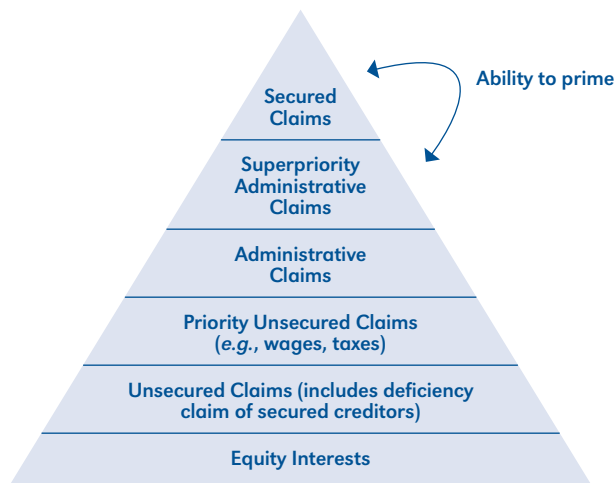 Ability to prime
Secured
Claims
Superpriority
Administrative
Claims
Administrative
Claims
Priority Unsecured Claims
(e.g., wages, taxes)
Unsecured Claims (includes deficiency
claim of secured creditors)
Equity Interests